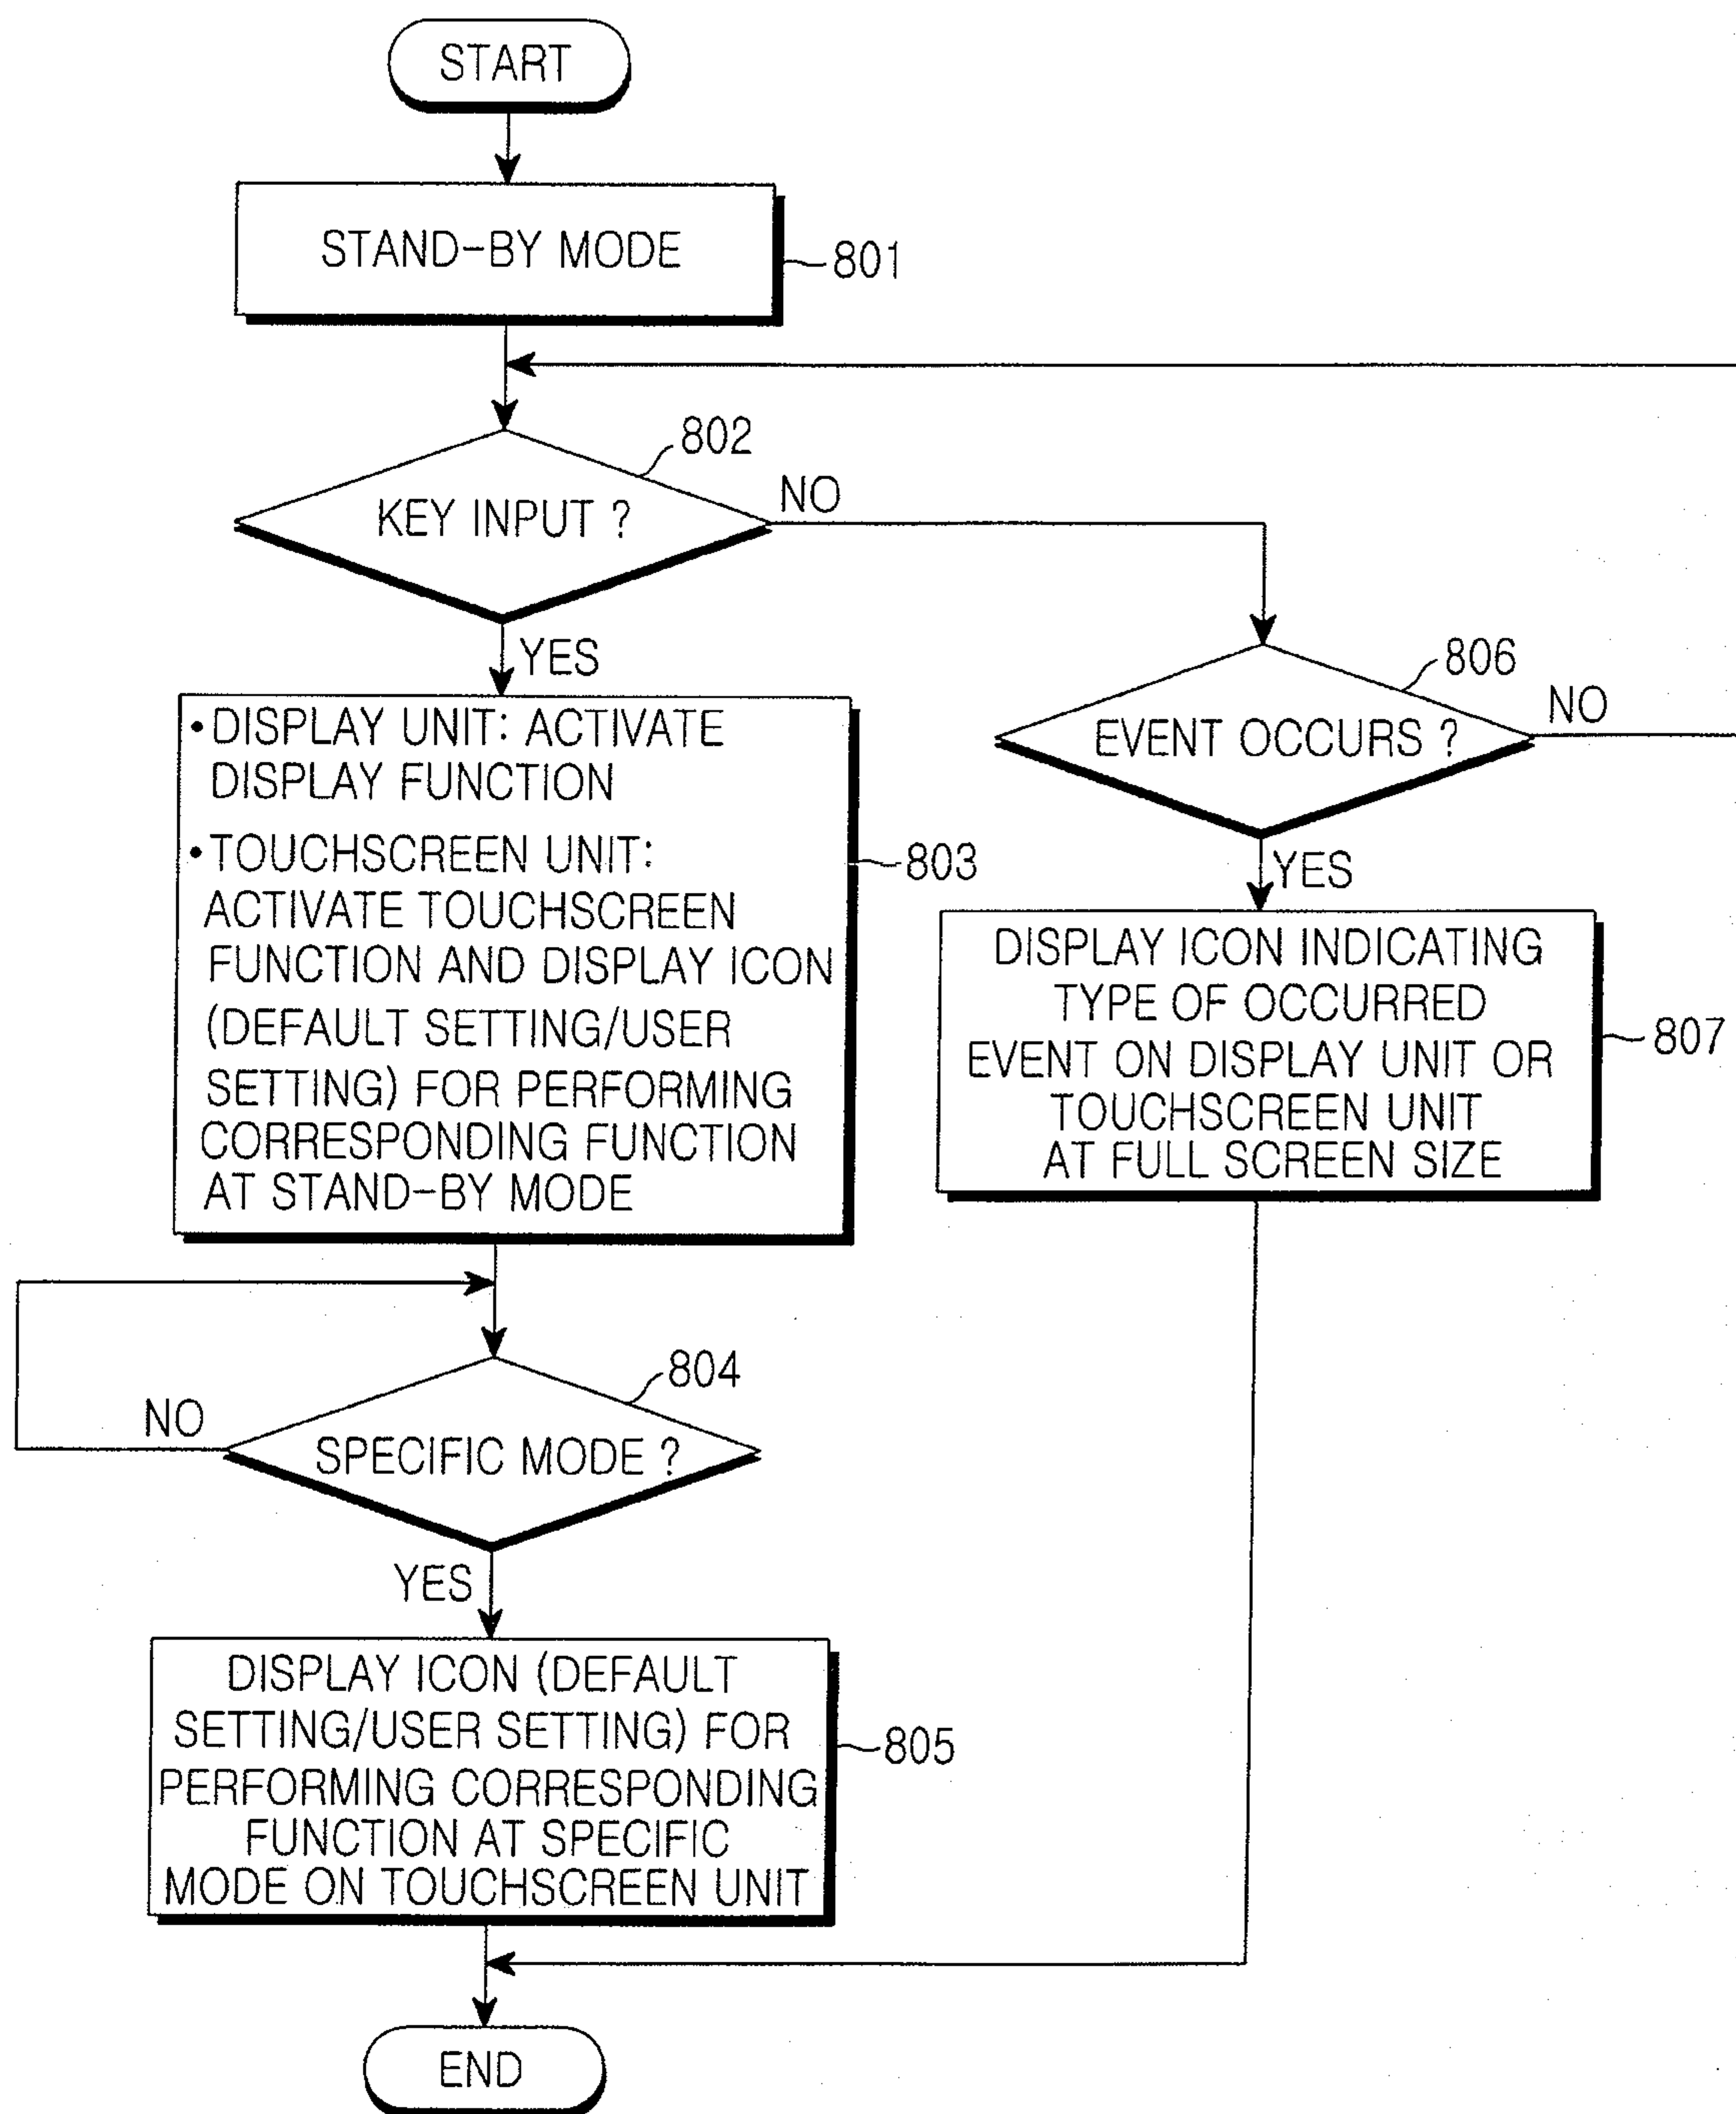 START
STAND-BY MODE
801
802
KEY INPUT ?
NO
YES
806
EVENT OCCURS ?
NO
YES
• DISPLAY UNIT: ACTIVATE
DISPLAY FUNCTION
• TOUCHSCREEN UNIT:
ACTIVATE TOUCHSCREEN
FUNCTION AND DISPLAY ICON
(DEFAULT SETTING/USER
SETTING) FOR PERFORMING
CORRESPONDING FUNCTION
AT STAND-BY MODE
803
DISPLAY ICON INDICATING
TYPE OF OCCURRED
EVENT ON DISPLAY UNIT OR
TOUCHSCREEN UNIT
AT FULL SCREEN SIZE
807
804
NO
SPECIFIC MODE ?
YES
DISPLAY ICON (DEFAULT
SETTING/USER SETTING) FOR
PERFORMING CORRESPONDING
FUNCTION AT SPECIFIC
MODE ON TOUCHSCREEN UNIT
805
END